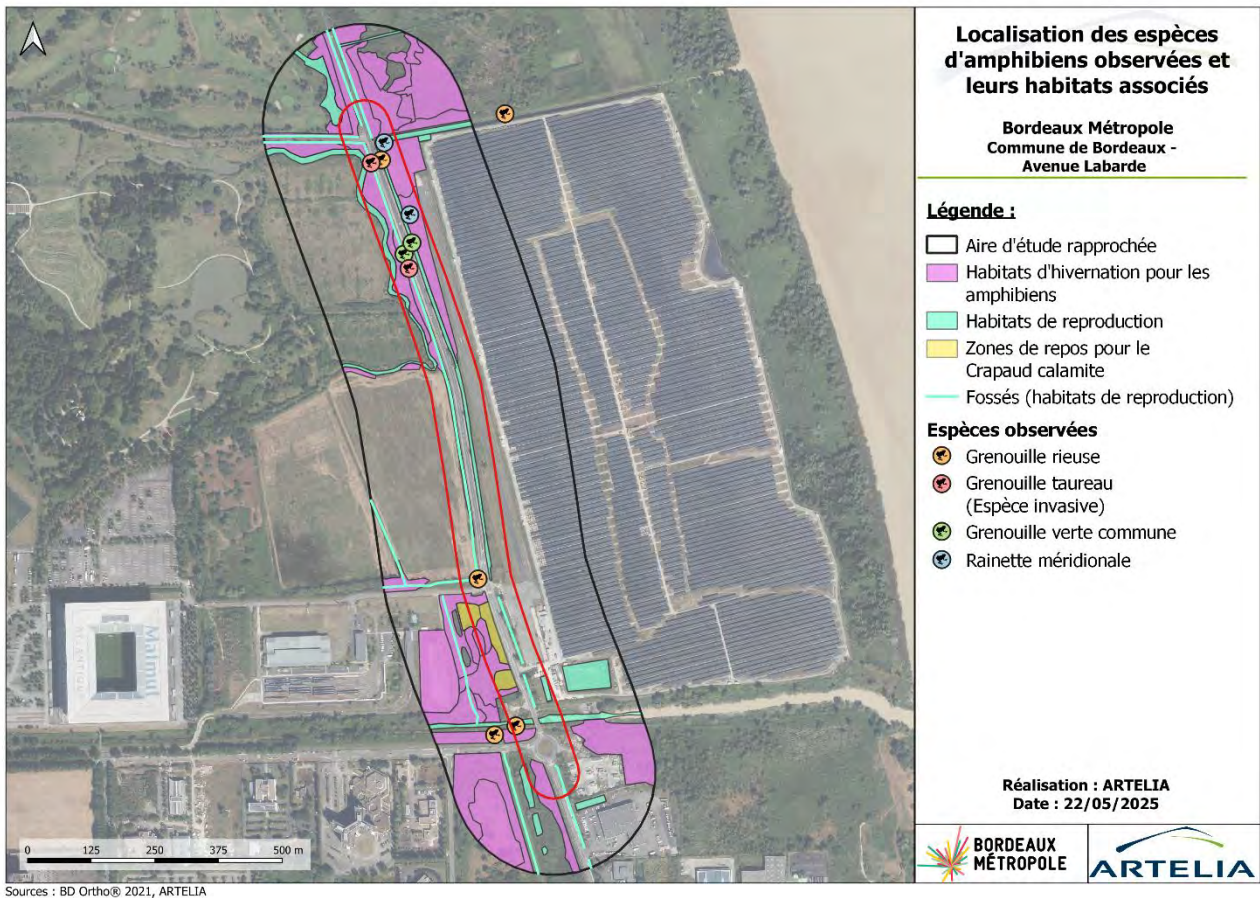 Localisation des espèces
d'amphibiens observées et
leurs habitats associés
Bordeaux Métropole
Commune de Bordeaux -
Avenue Labarde
Légende :
Aire d'étude rapprochée
Habitats d'hivernation pour les
amphibiens
Habitats de reproduction
Zones de repos pour le
Crapaud calamite
Fossés (habitats de reproduction)
Espèces observées
Grenouille rieuse
Grenouille taureau
(Espèce invasive)
Grenouille verte commune
Rainette méridionale
Réalisation : ARTELIA
Date : 22/05/2025
BORDEAUX
MÉTROPOLE
ARTELIA
Matmut
0 125 250 375 500 m
Sources : BD Ortho® 2021, ARTELIA